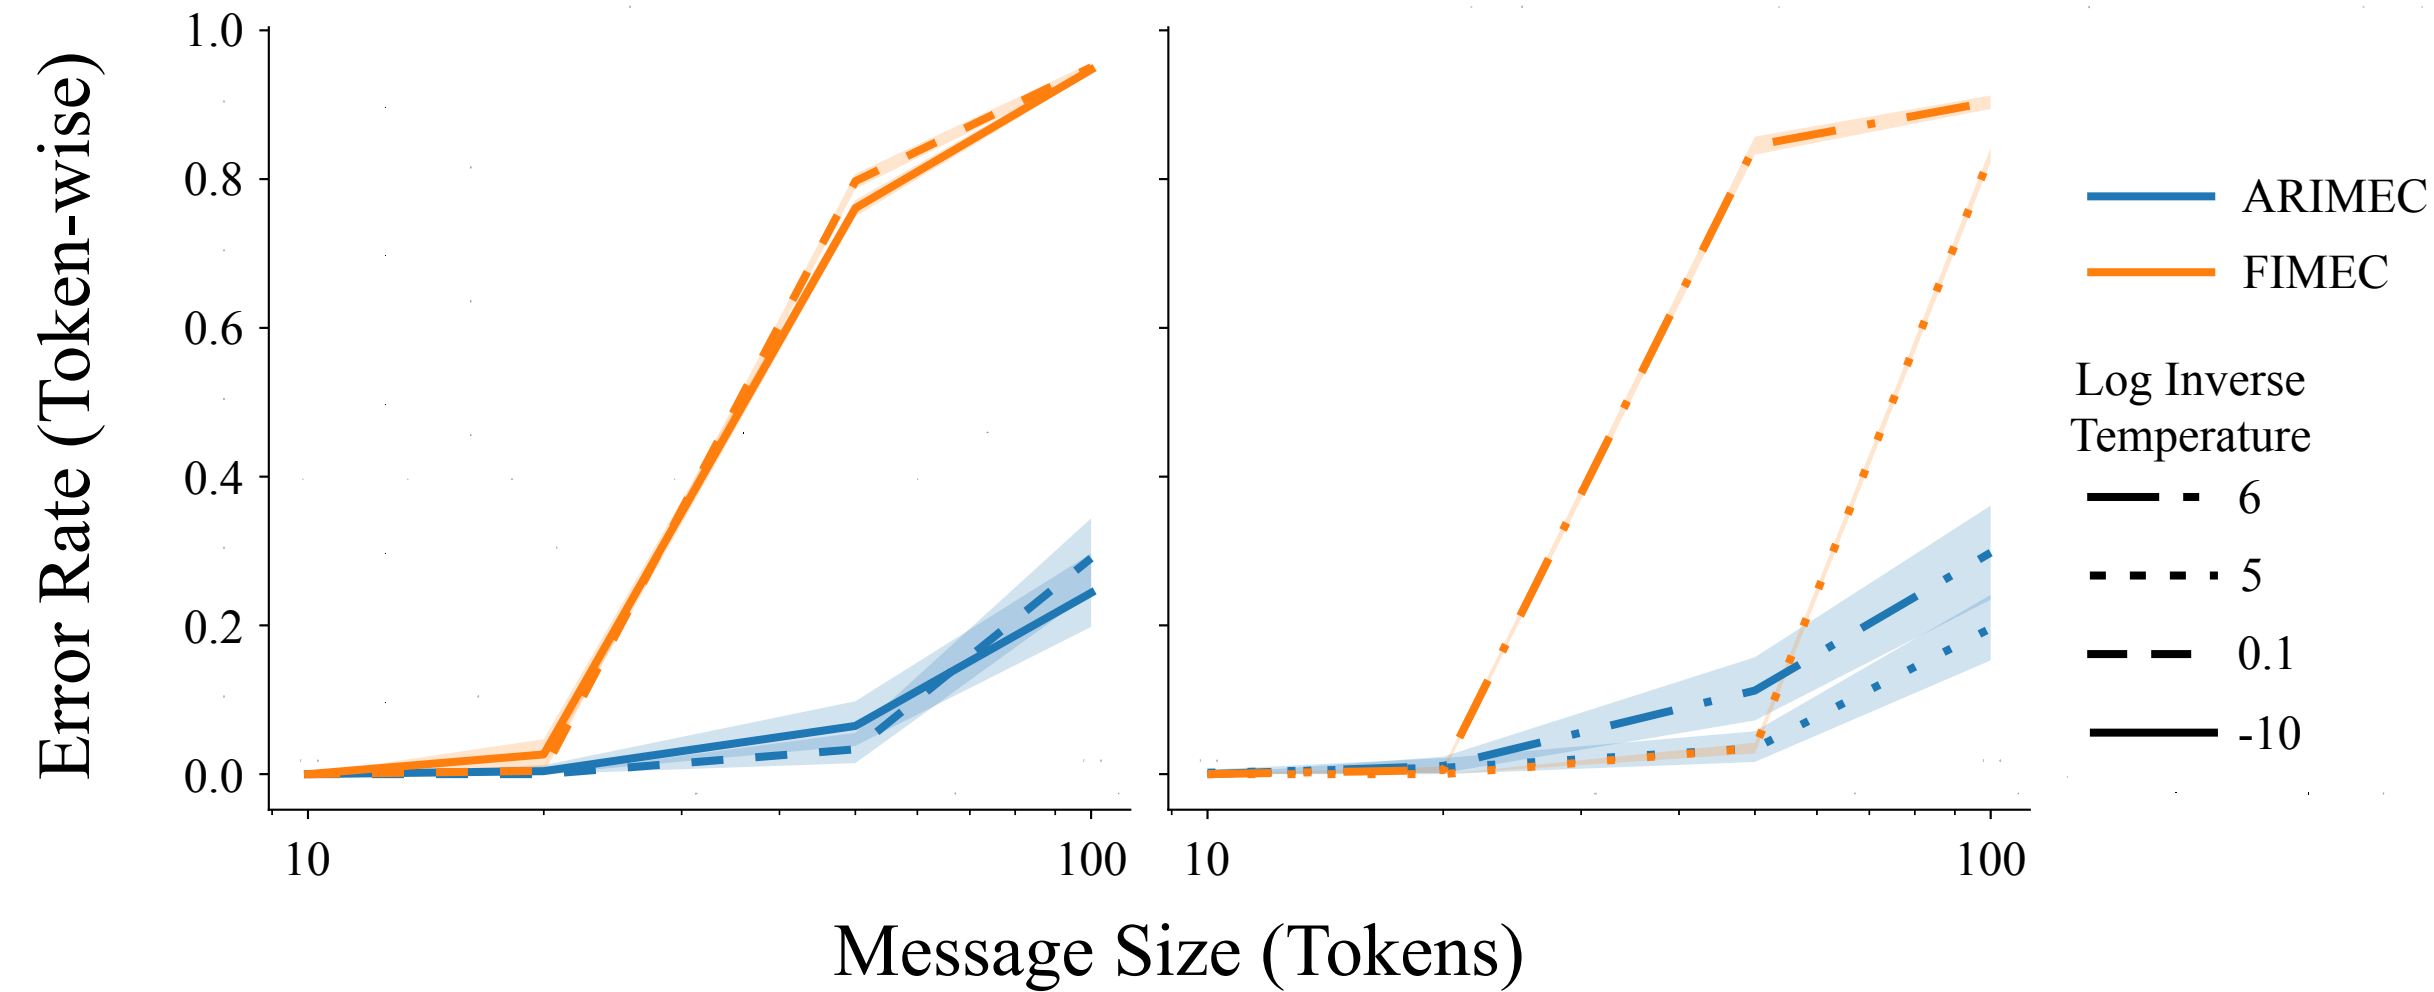 Error Rate (Token-wise)
1.0
0.8
0.6
0.4
0.2
0.0
10
100
10
100
Message Size (Tokens)
ARIMEC
FIMEC
Log Inverse
Temperature
6
5
0.1
-10